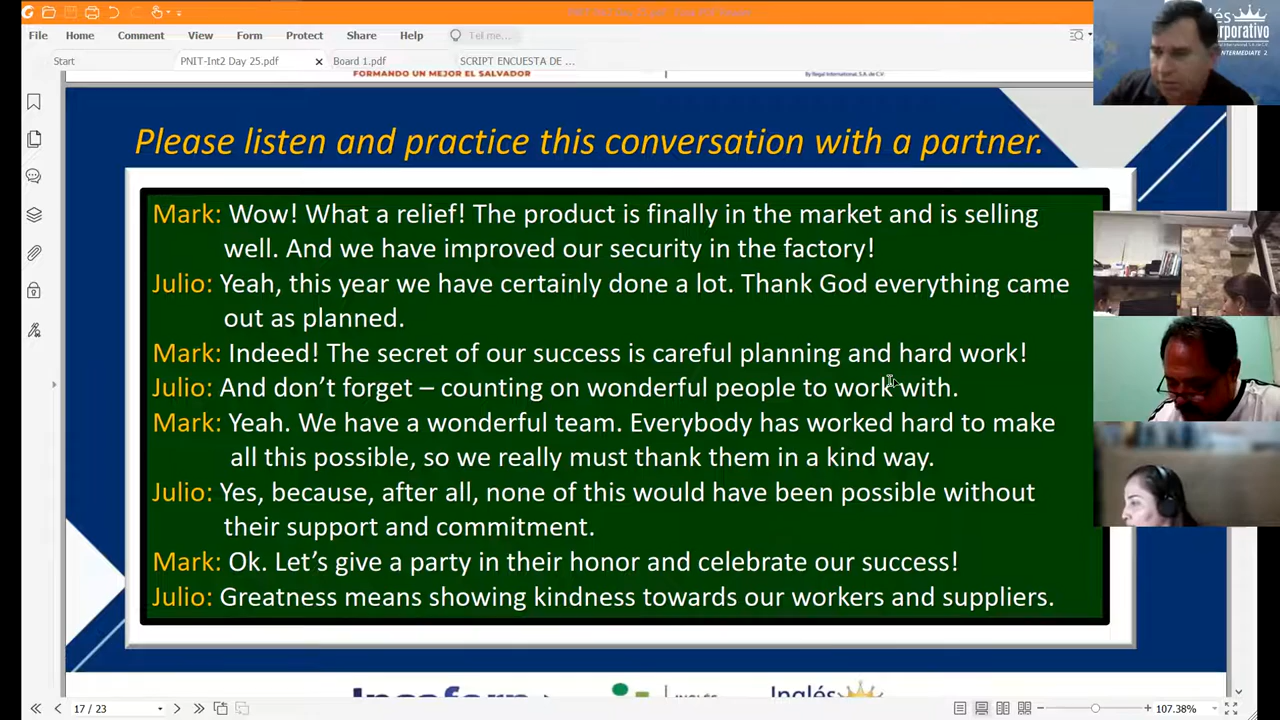 File Home Comment View Form Protect Share Help Tell me...
Start PNIT-Int2 Day 25.pdf Board 1.pdf SCRIPT ENCUESTA DE ...
FORMANDO UN MEJOR EL SALVADOR
Please listen and practice this conversation with a partner.
Mark: Wow! What a relief! The product is finally in the market and is selling
well. And we have improved our security in the factory!
Julio: Yeah, this year we have certainly done a lot. Thank God everything came
out as planned.
Mark: Indeed! The secret of our success is careful planning and hard work!
Julio: And don’t forget – counting on wonderful people to work with.
Mark: Yeah. We have a wonderful team. Everybody has worked hard to make
all this possible, so we really must thank them in a kind way.
Julio: Yes, because, after all, none of this would have been possible without
their support and commitment.
Mark: Ok. Let’s give a party in their honor and celebrate our success!
Julio: Greatness means showing kindness towards our workers and suppliers.
Inglés
17 / 23
107.38%
INTERMEDIATE 2